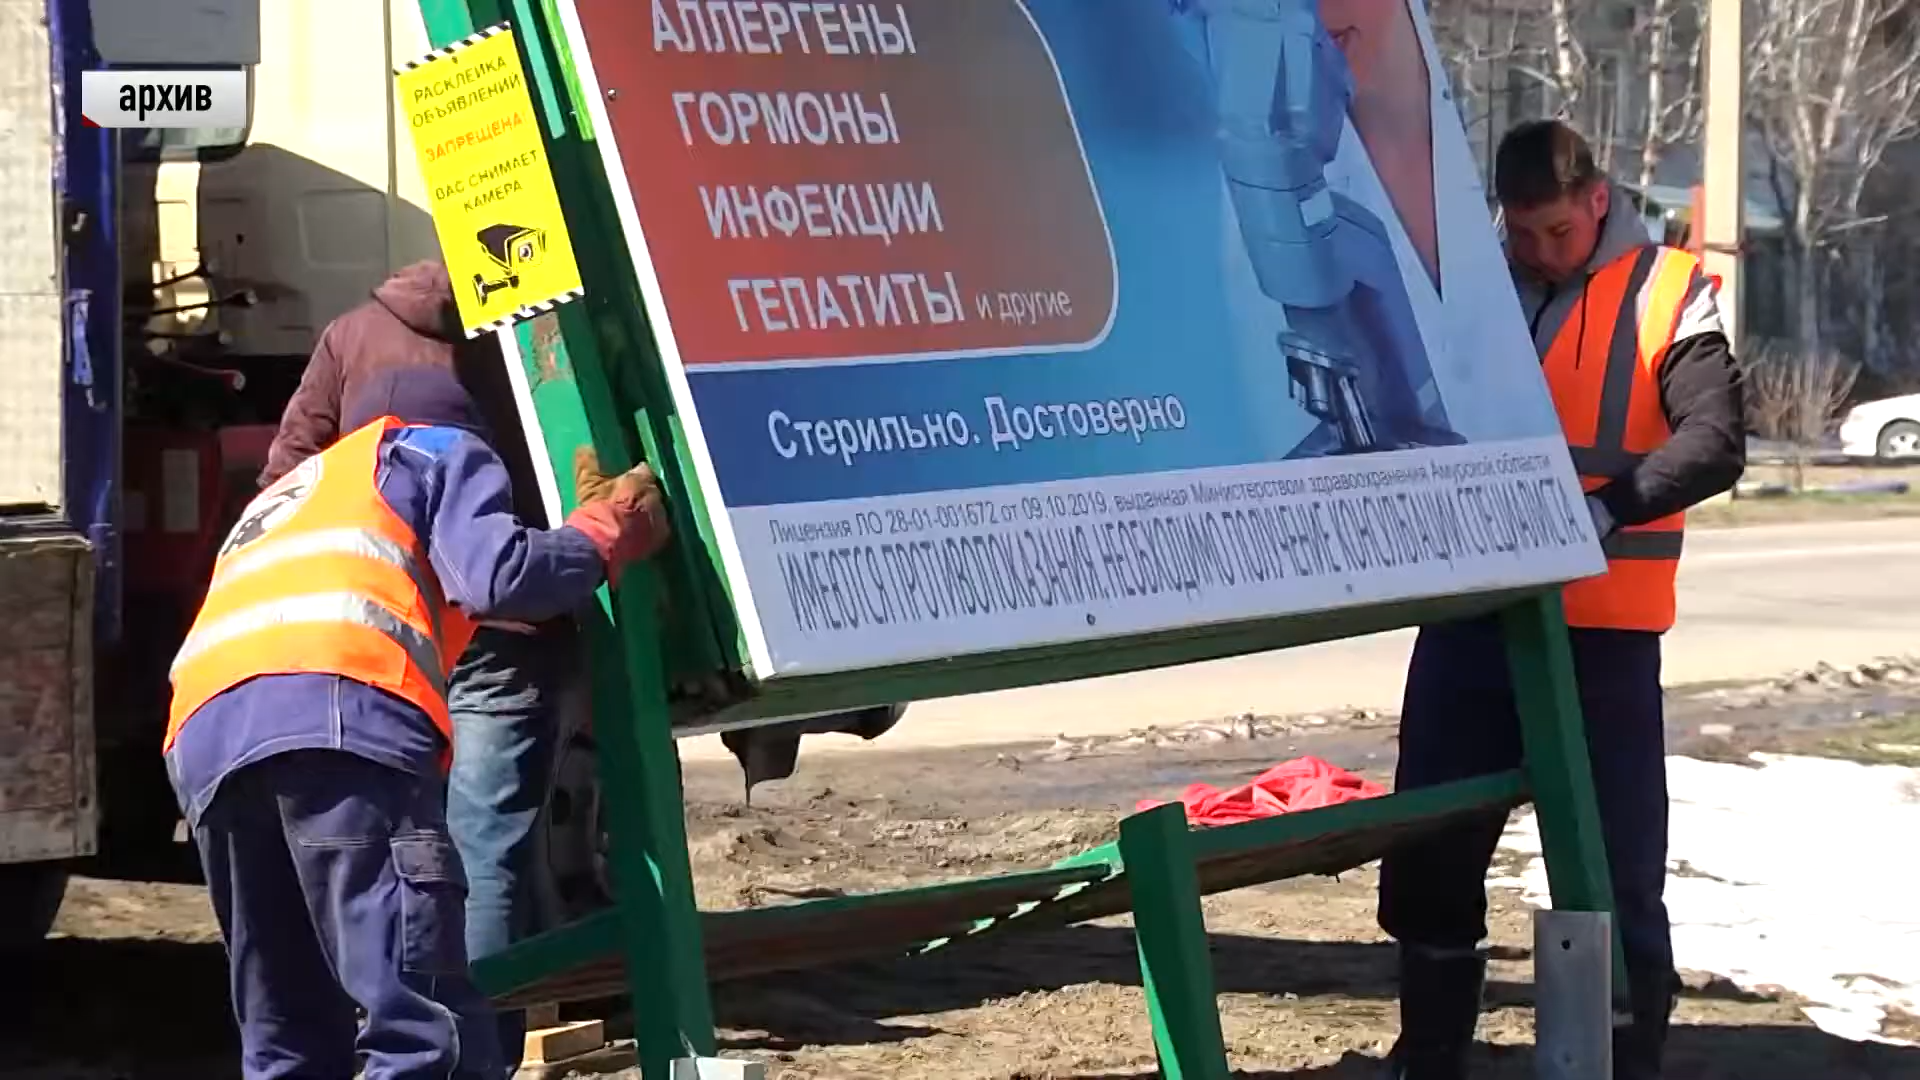 архив
РАСКЛЕЙКА
ОБЪЯВЛЕНИЙ
ЗАПРЕЩЕНА!
ВАС СНИМАЕТ
КАМЕРА
АЛЛЕРГЕНЫ
ГОРМОНЫ
ИНФЕКЦИИ
ГЕПАТИТЫ и другие
Стерильно. Достоверно
Лицензия ЛО 28-01-001672 от 09.10.2019, выданная Министерством здравоохранения Амурской области
ИМЕЮТСЯ ПРОТИВОПОКАЗАНИЯ, НЕОБХОДИМО ПОЛУЧЕНИЕ КОНСУЛЬТАЦИИ СПЕЦИАЛИСТА